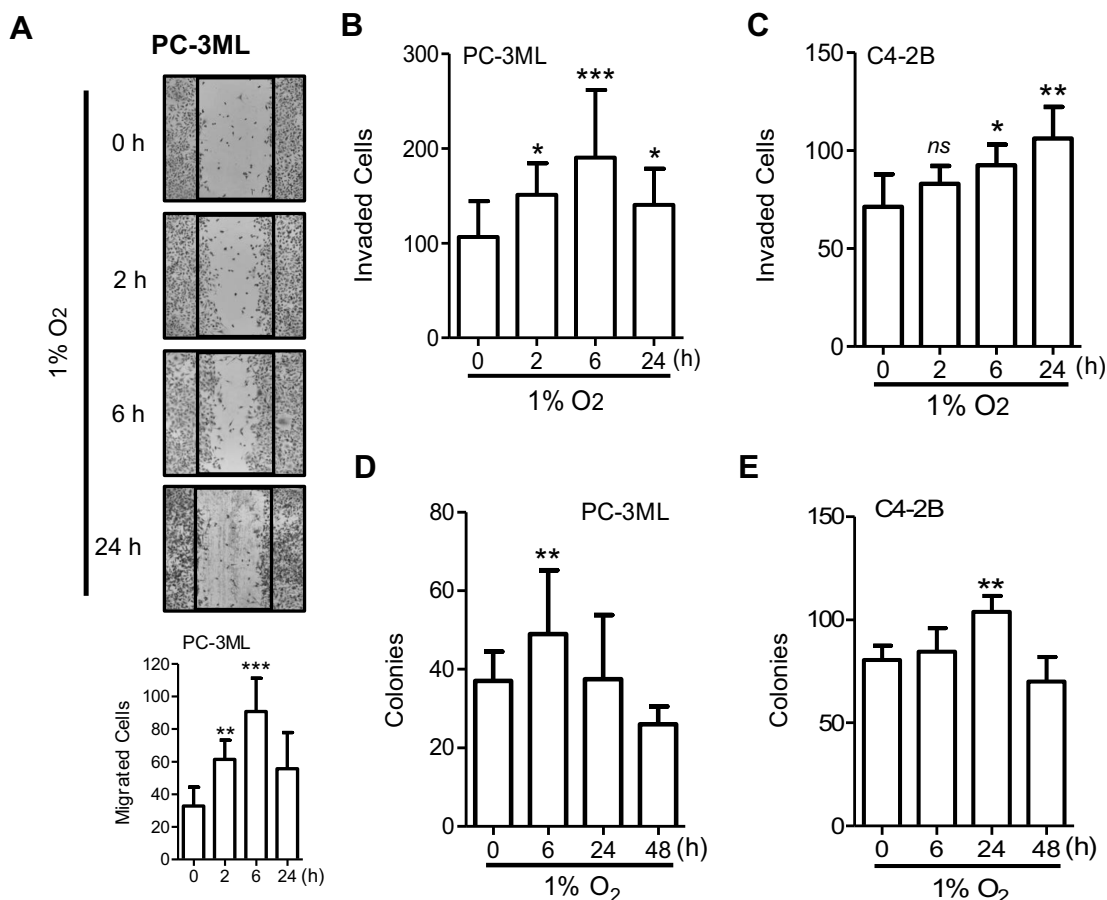 A
PC-3ML
1% O2
0 h
2 h
6 h
24 h
PC-3ML
Migrated Cells
120
100
80
60
40
20
0
**
***
0 2 6 24 (h)
B
PC-3ML
Invaded Cells
300
200
100
0
*
***
*
0 2 6 24 (h)
1% O2
C
C4-2B
Invaded Cells
150
100
50
0
ns
*
**
0 2 6 24 (h)
1% O2
D
PC-3ML
Colonies
80
60
40
20
0
**
0 6 24 48 (h)
1% O2
E
C4-2B
Colonies
150
100
50
0
**
0 6 24 48 (h)
1% O2